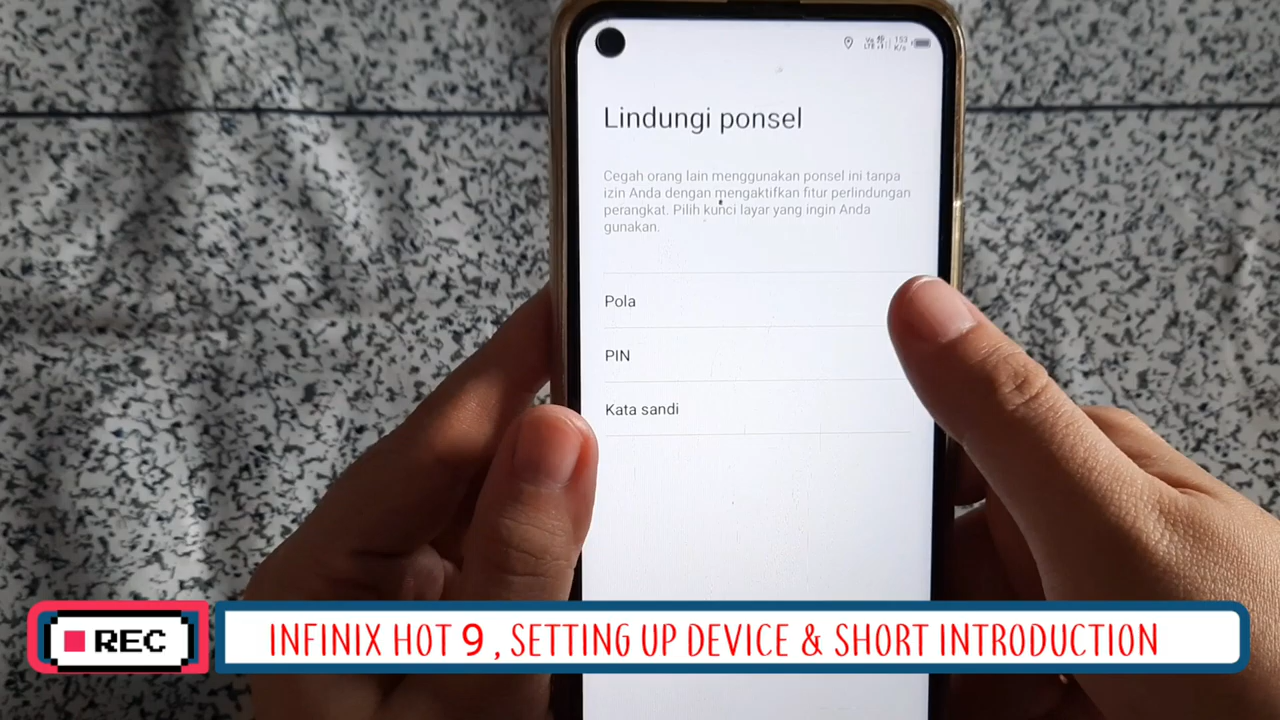 153
K/s
Lindungi ponsel
Cegah orang lain menggunakan ponsel ini tanpa
izin Anda dengan mengaktifkan fitur perlindungan
perangkat. Pilih kunci layar yang ingin Anda
gunakan.
Pola
PIN
Kata sandi
REC
INFINIX HOT 9 , SETTING UP DEVICE & SHORT INTRODUCTION